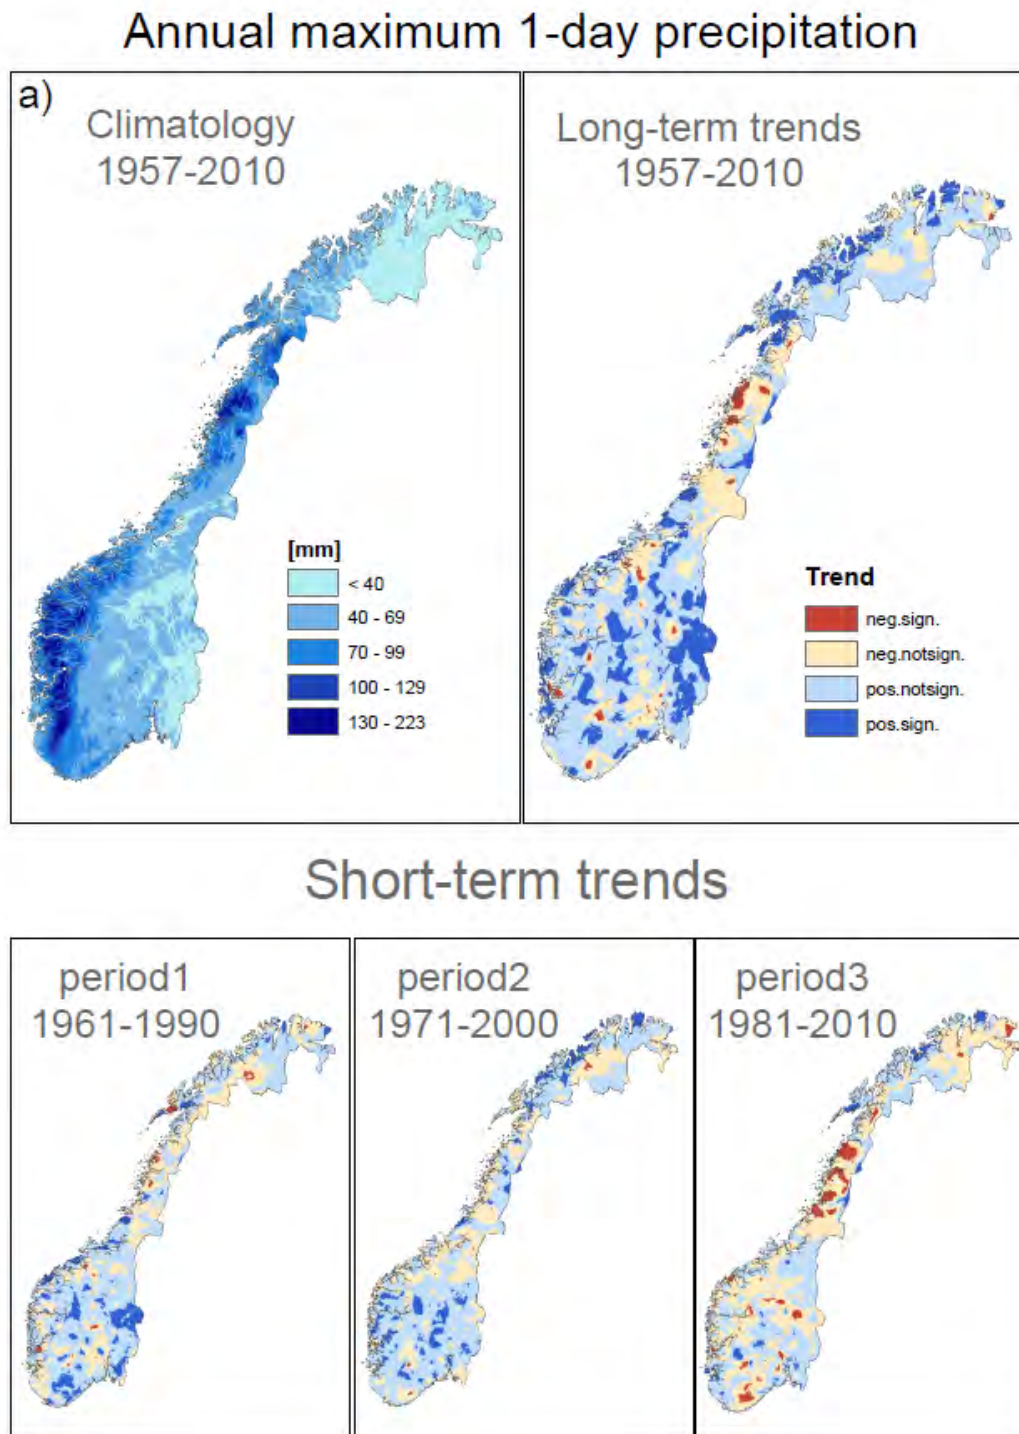 Annual maximum 1-day precipitation
a)
Climatology
1957-2010
[mm]
< 40
40 - 69
70 - 99
100 - 129
130 - 223
Long-term trends
1957-2010
Trend
neg.sign.
neg.notsign.
pos.notsign.
pos.sign.
Short-term trends
period1
1961-1990
period2
1971-2000
period3
1981-2010